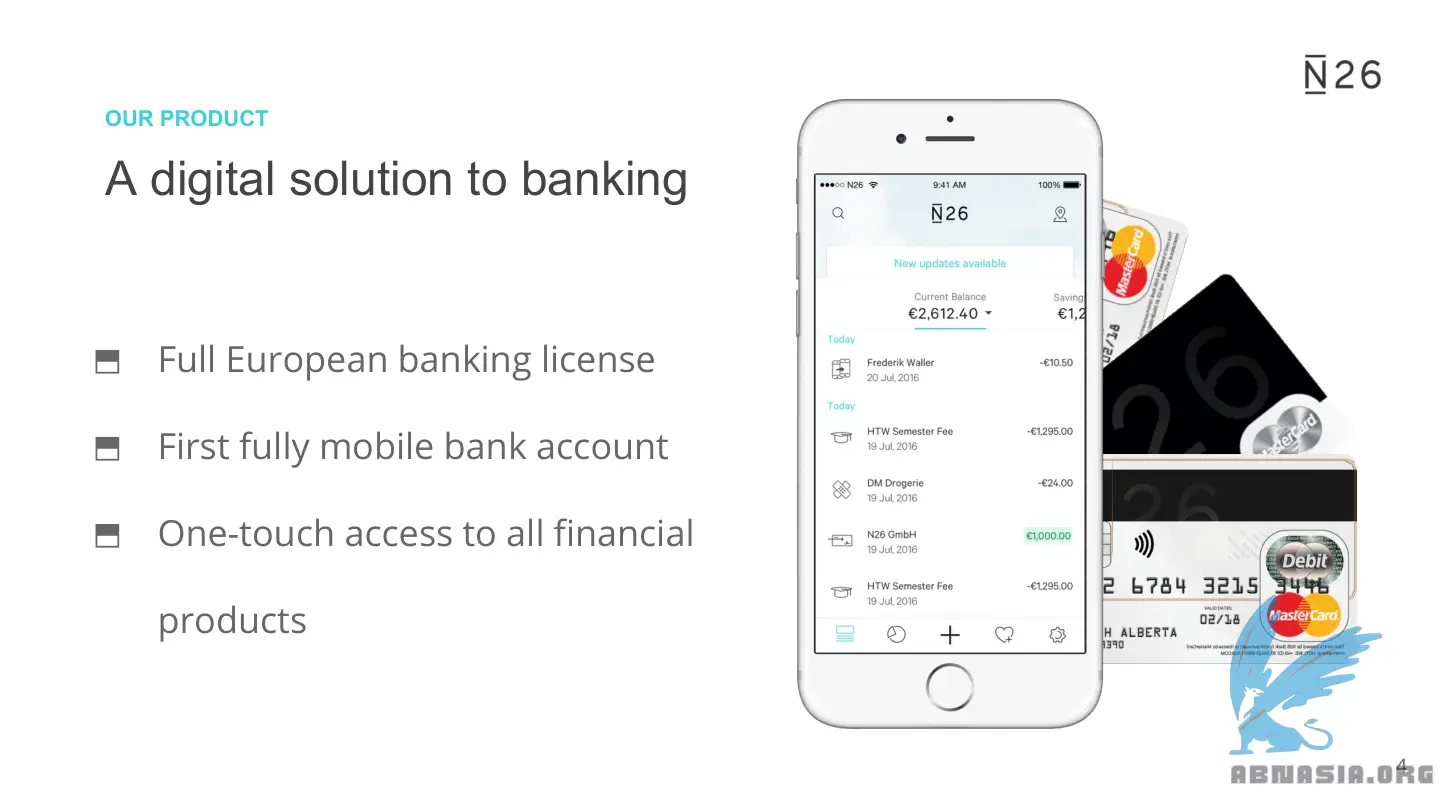 N26
OUR PRODUCT
A digital solution to banking
Full European banking license
First fully mobile bank account
One-touch access to all financial
products
N26
9:41 AM
100%
N26
New updates available
Current Balance
Saving
€2,612.40
€1,2
Today
Frederik Waller
-€10.50
20 Jul, 2016
Today
HTW Semester Fee
-€1,295.00
19 Jul, 2016
DM Drogerie
-€24.00
19 Jul, 2016
N26 GmbH
€1,000.00
19 Jul, 2016
HTW Semester Fee
-€1,295.00
19 Jul, 2016
MasterCard
02/18
26
MasterCard
26
Debit
2 6784 3215 3446
MasterCard
VALID DATES
02/18
H ALBERTA
9390
4
ABNASIA.ORG